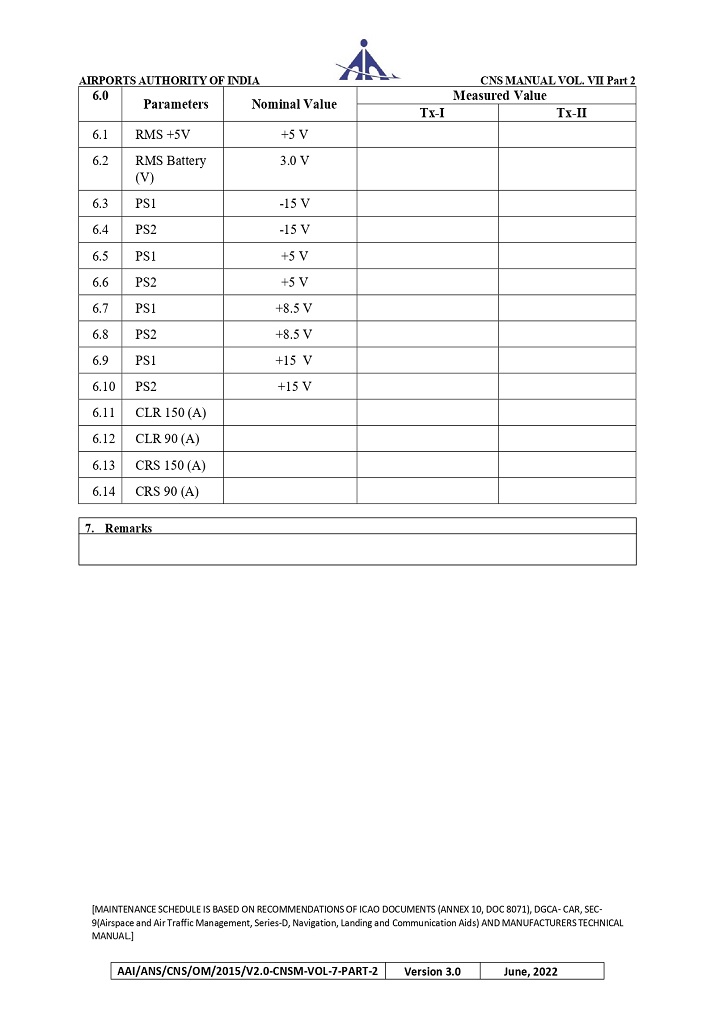 AIRPORTS AUTHORITY OF INDIA CNS MANUAL VOL. VII Part 2
6.0 Parameters Nominal Value Measured Value
Tx-I Tx-II
6.1 RMS +5V +5 V
6.2 RMS Battery 3.0 V
(V)
6.3 PS1 -15 V
6.4 PS2 -15 V
6.5 PS1 +5 V
6.6 PS2 +5 V
6.7 PS1 +8.5 V
6.8 PS2 +8.5 V
6.9 PS1 +15 V
6.10 PS2 +15 V
6.11 CLR 150 (A)
6.12 CLR 90 (A)
6.13 CRS 150 (A)
6.14 CRS 90 (A)
7. Remarks
[MAINTENANCE SCHEDULE IS BASED ON RECOMMENDATIONS OF ICAO DOCUMENTS (ANNEX 10, DOC 8071), DGCA- CAR, SEC-
9(Airspace and Air Traffic Management, Series-D, Navigation, Landing and Communication Aids) AND MANUFACTURERS TECHNICAL
MANUAL.]
AAI/ANS/CNS/OM/2015/V2.0-CNSM-VOL-7-PART-2 Version 3.0 June, 2022